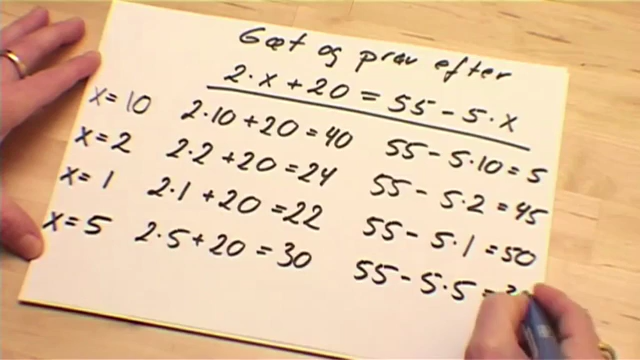 Gæt og prøv efter
2·x + 20 = 55 - 5·x
x = 10 2·10 + 20 = 40 55 - 5·10 = 5
x = 2 2·2 + 20 = 24 55 - 5·2 = 45
x = 1 2·1 + 20 = 22 55 - 5·1 = 50
x = 5 2·5 + 20 = 30 55 - 5·5 =